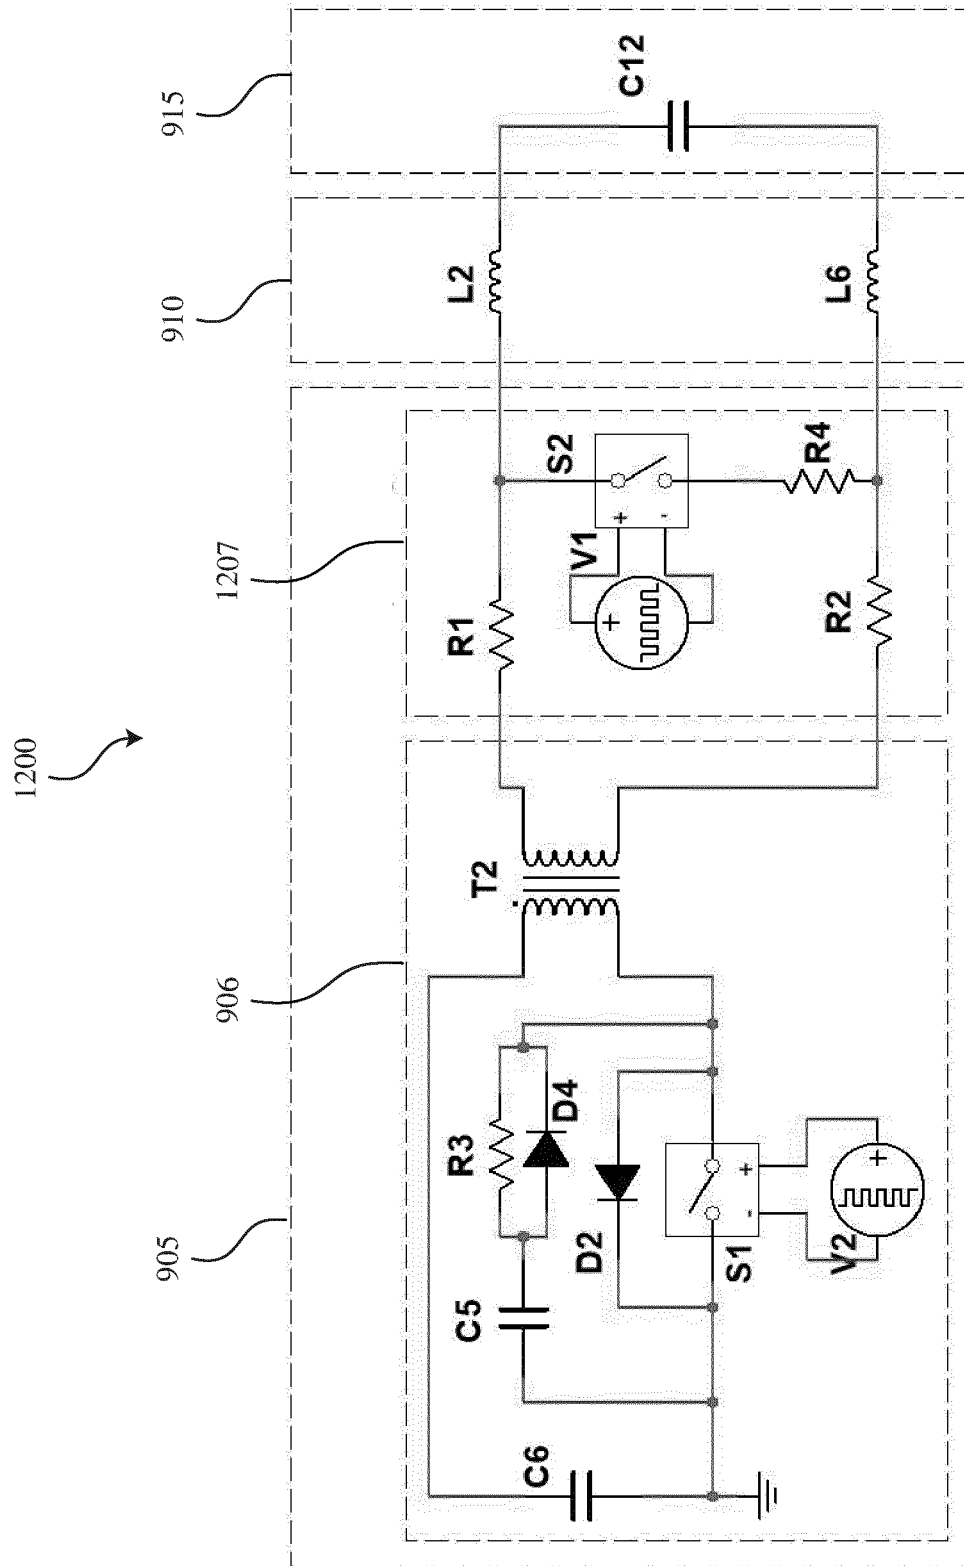 1200
905
906
1207
910
915
C6
C5
R3
D4
D2
S1
- +
V2
+
T2
R1
R2
V1
+
S2
+ -
R4
L2
L6
C12